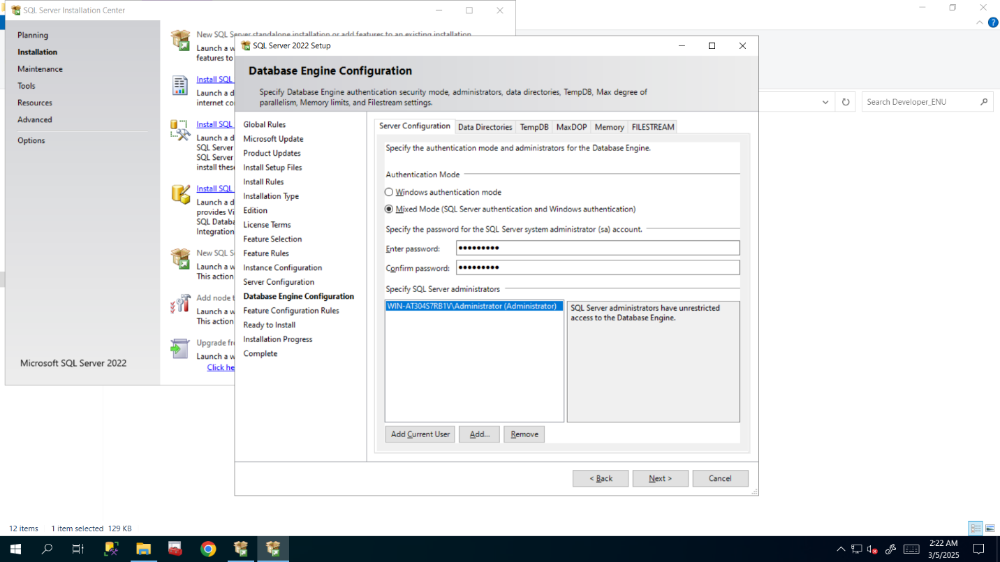 SQL Server Installation Center
Planning
Installation
Maintenance
Tools
Resources
Advanced
Options
Microsoft SQL Server 2022
New SQL Server standalone installation or add features to an existing installation
Launch a w
features to
Install SQL
Launch a d
internet co
Install SQL
Launch a d
SQL Server
SQL Server
install these
Install SQL
Launch a d
provides Vi
SQL Databa
Integration
New SQL S
Launch a w
This action
Add node t
Launch a w
This action
Upgrade fro
Launch a w
Click he
SQL Server 2022 Setup
Database Engine Configuration
Specify Database Engine authentication security mode, administrators, data directories, TempDB, Max degree of
parallelism, Memory limits, and Filestream settings.
Global Rules
Microsoft Update
Product Updates
Install Setup Files
Install Rules
Installation Type
Edition
License Terms
Feature Selection
Feature Rules
Instance Configuration
Server Configuration
Database Engine Configuration
Feature Configuration Rules
Ready to Install
Installation Progress
Complete
Server Configuration Data Directories TempDB MaxDOP Memory FILESTREAM
Specify the authentication mode and administrators for the Database Engine.
Authentication Mode
Windows authentication mode
Mixed Mode (SQL Server authentication and Windows authentication)
Specify the password for the SQL Server system administrator (sa) account.
Enter password: ●●●●●●●●●
Confirm password: ●●●●●●●●●
Specify SQL Server administrators
WIN-AT304S7RB1V\Administrator (Administrator)
SQL Server administrators have unrestricted
access to the Database Engine.
Add Current User Add... Remove
< Back Next > Cancel
Search Developer_ENU
12 items 1 item selected 129 KB
2:22 AM
3/5/2025